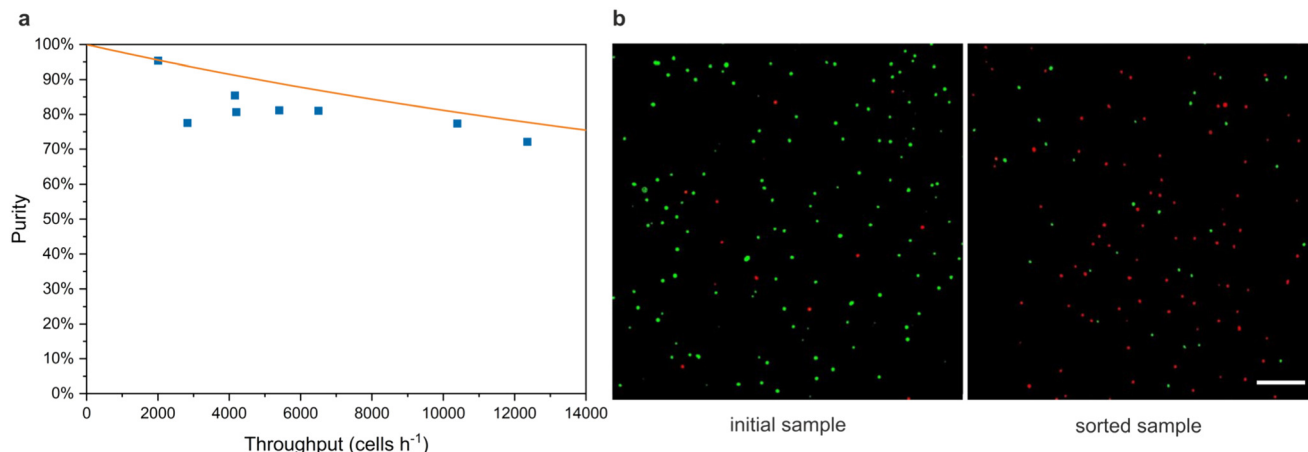 a
100%
90%
80%
70%
60%
50%
40%
30%
20%
10%
0%
Purity
0 2000 4000 6000 8000 10000 12000 14000
Throughput (cells h⁻¹)
b
initial sample sorted sample